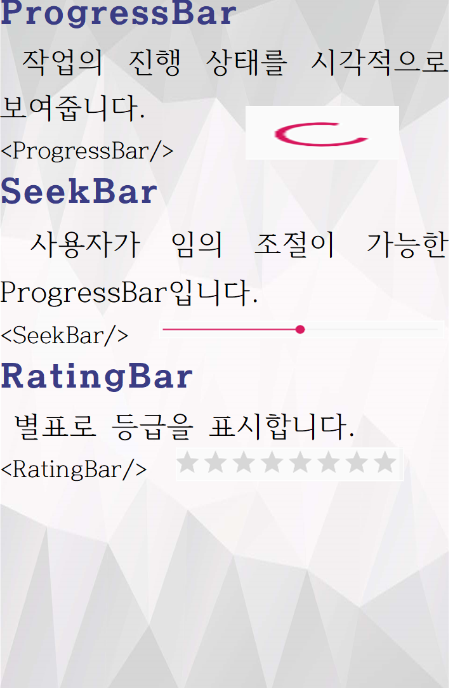 ProgressBar
작업의 진행 상태를 시각적으로
보여줍니다.
<ProgressBar/>
SeekBar
사용자가 임의 조절이 가능한
ProgressBar입니다.
<SeekBar/>
RatingBar
별표로 등급을 표시합니다.
<RatingBar/>